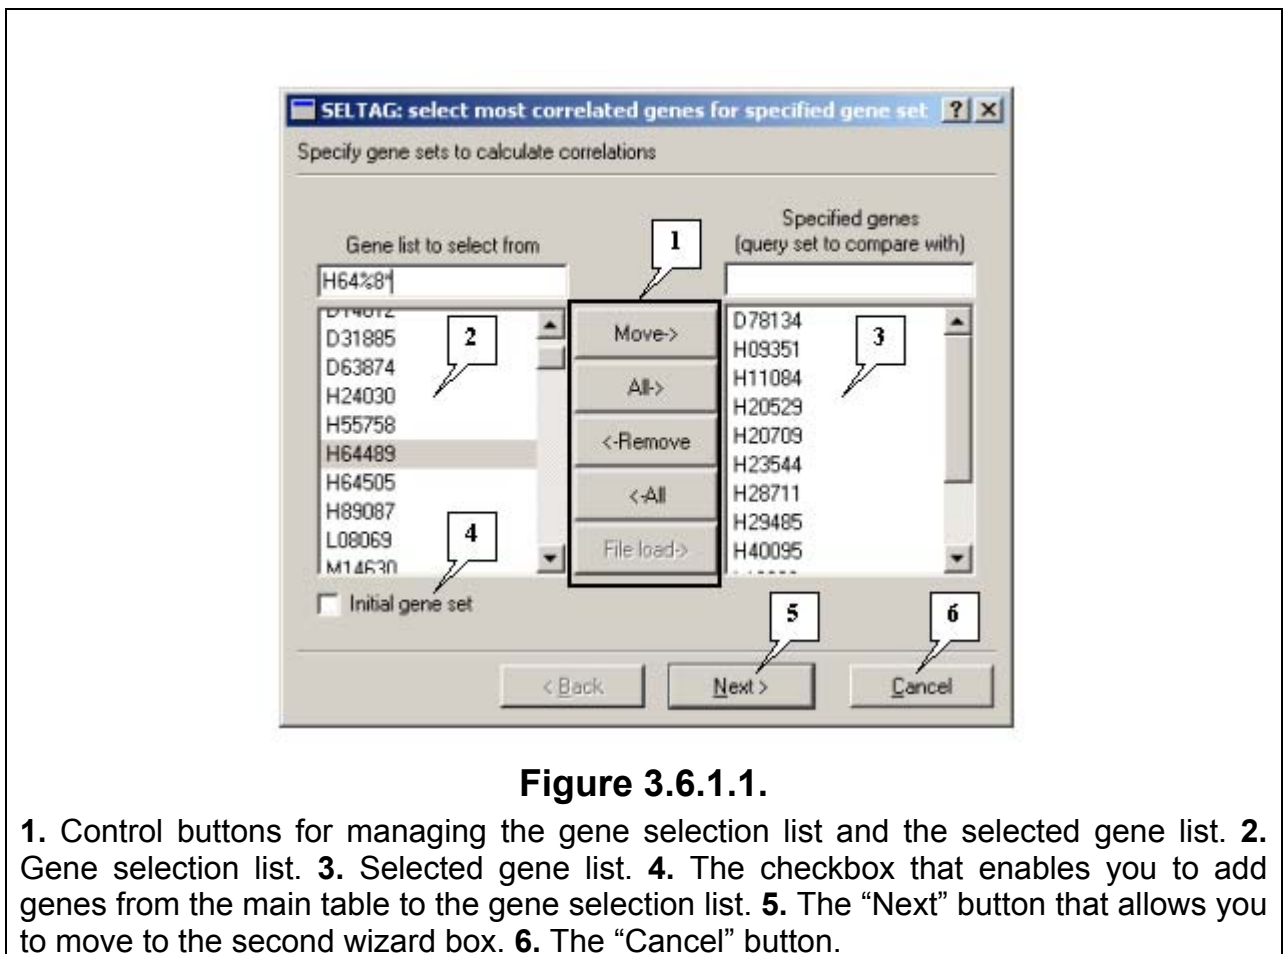 SELTAG: select most correlated genes for specified gene set
Specify gene sets to calculate correlations
Gene list to select from
H64%8*
D14812
D31885
D63874
H24030
H55758
H64489
H64505
H89087
L08069
M14630
2
4
Initial gene set
1
Move->
All->
<-Remove
<-All
File load->
Specified genes
(query set to compare with)
D78134
H09351
H11084
H20529
H20709
H23544
H28711
H29485
H40095
3
5
6
< Back
Next >
Cancel
Figure 3.6.1.1.
1. Control buttons for managing the gene selection list and the selected gene list. 2.
Gene selection list. 3. Selected gene list. 4. The checkbox that enables you to add
genes from the main table to the gene selection list. 5. The “Next” button that allows you
to move to the second wizard box. 6. The “Cancel” button.